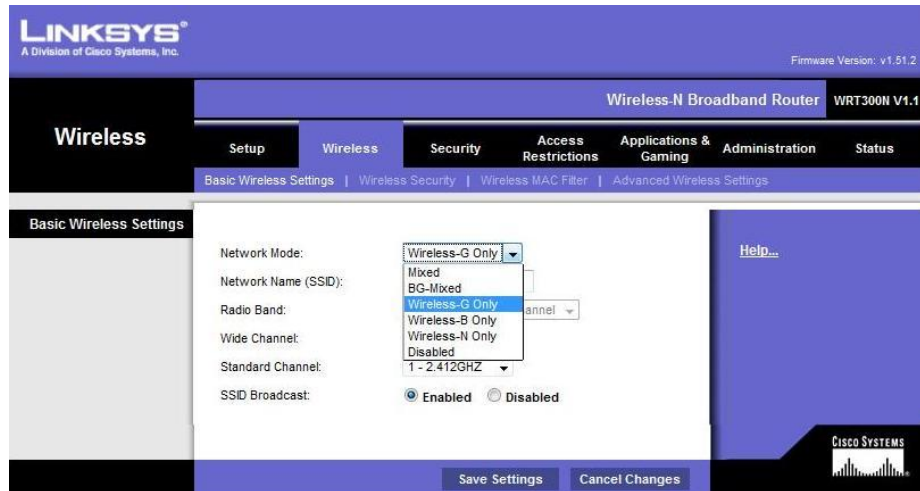 LINKSYS®
A Division of Cisco Systems, Inc.
Firmware Version: v1.51.2
Wireless-N Broadband Router WRT300N V1.1
Wireless
Setup Wireless Security Access Restrictions Applications & Gaming Administration Status
Basic Wireless Settings | Wireless Security | Wireless MAC Filter | Advanced Wireless Settings
Basic Wireless Settings
Network Mode: Wireless-G Only
Help...
Mixed
Network Name (SSID):
BG-Mixed
Wireless-G Only
Radio Band:
Wireless-B Only
Wide Channel:
Wireless-N Only
Disabled
Standard Channel: 1 - 2.412GHZ
SSID Broadcast: Enabled Disabled
CISCO SYSTEMS
Save Settings Cancel Changes